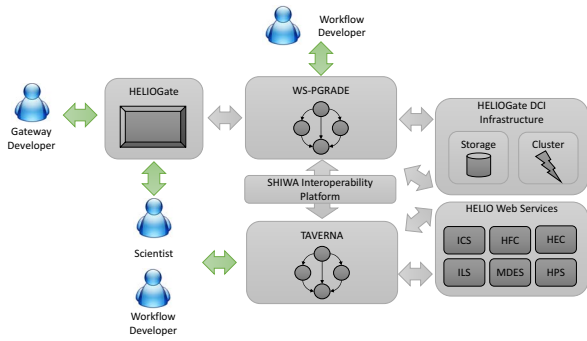 Workflow
Developer
HELIOGate
WS-PGRADE
HELIOGate DCI
Infrastructure
Storage
Cluster
Gateway
Developer
SHIWA Interoperability
Platform
HELIO Web Services
ICS
HFC
HEC
ILS
MDES
HPS
Scientist
TAVERNA
Workflow
Developer